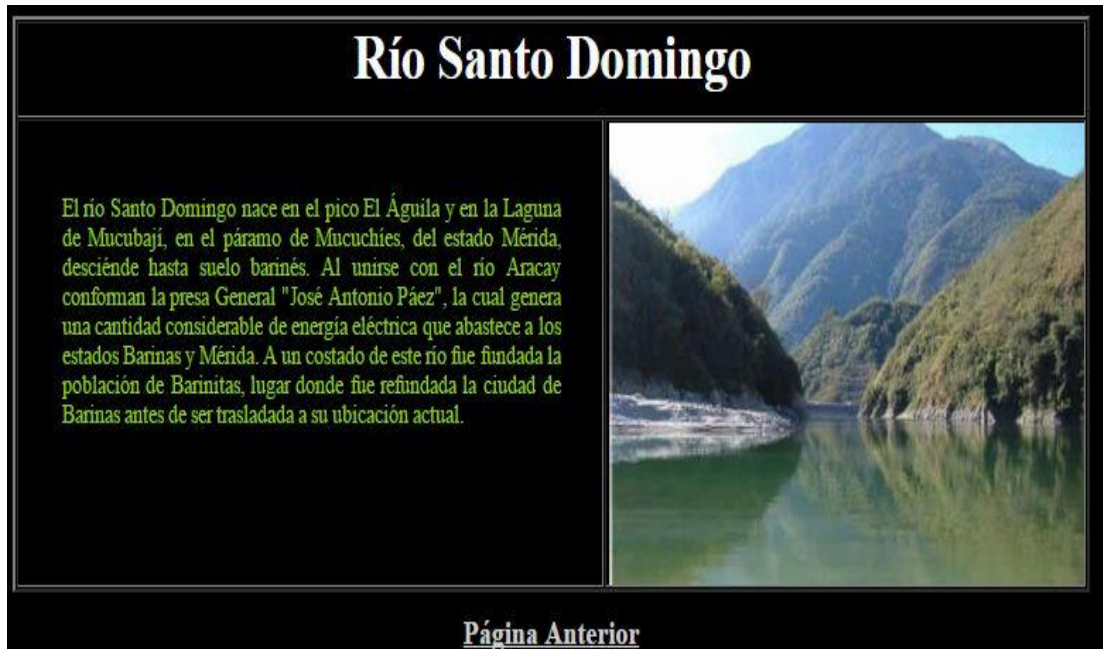 Río Santo Domingo
El río Santo Domingo nace en el pico El Águila y en la Laguna
de Mucubají, en el páramo de Mucuchíes, del estado Mérida,
desciénde hasta suelo barinés. Al unirse con el río Aracay
conforman la presa General "José Antonio Páez", la cual genera
una cantidad considerable de energía eléctrica que abastece a los
estados Barinas y Mérida. A un costado de este río fue fundada la
población de Barinitas, lugar donde fue refundada la ciudad de
Barinas antes de ser trasladada a su ubicación actual.
Página Anterior